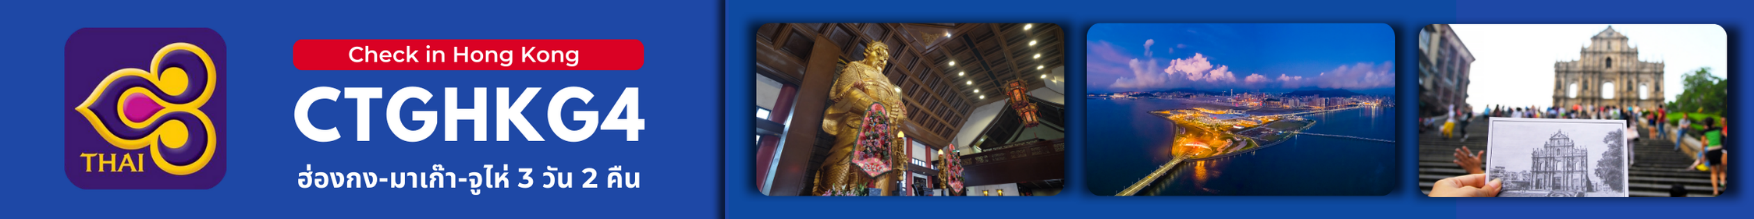 THAI
Check in Hong Kong
CTGHKG4
ฮ่องกง-มาเก๊า-จูไห่ 3 วัน 2 คืน